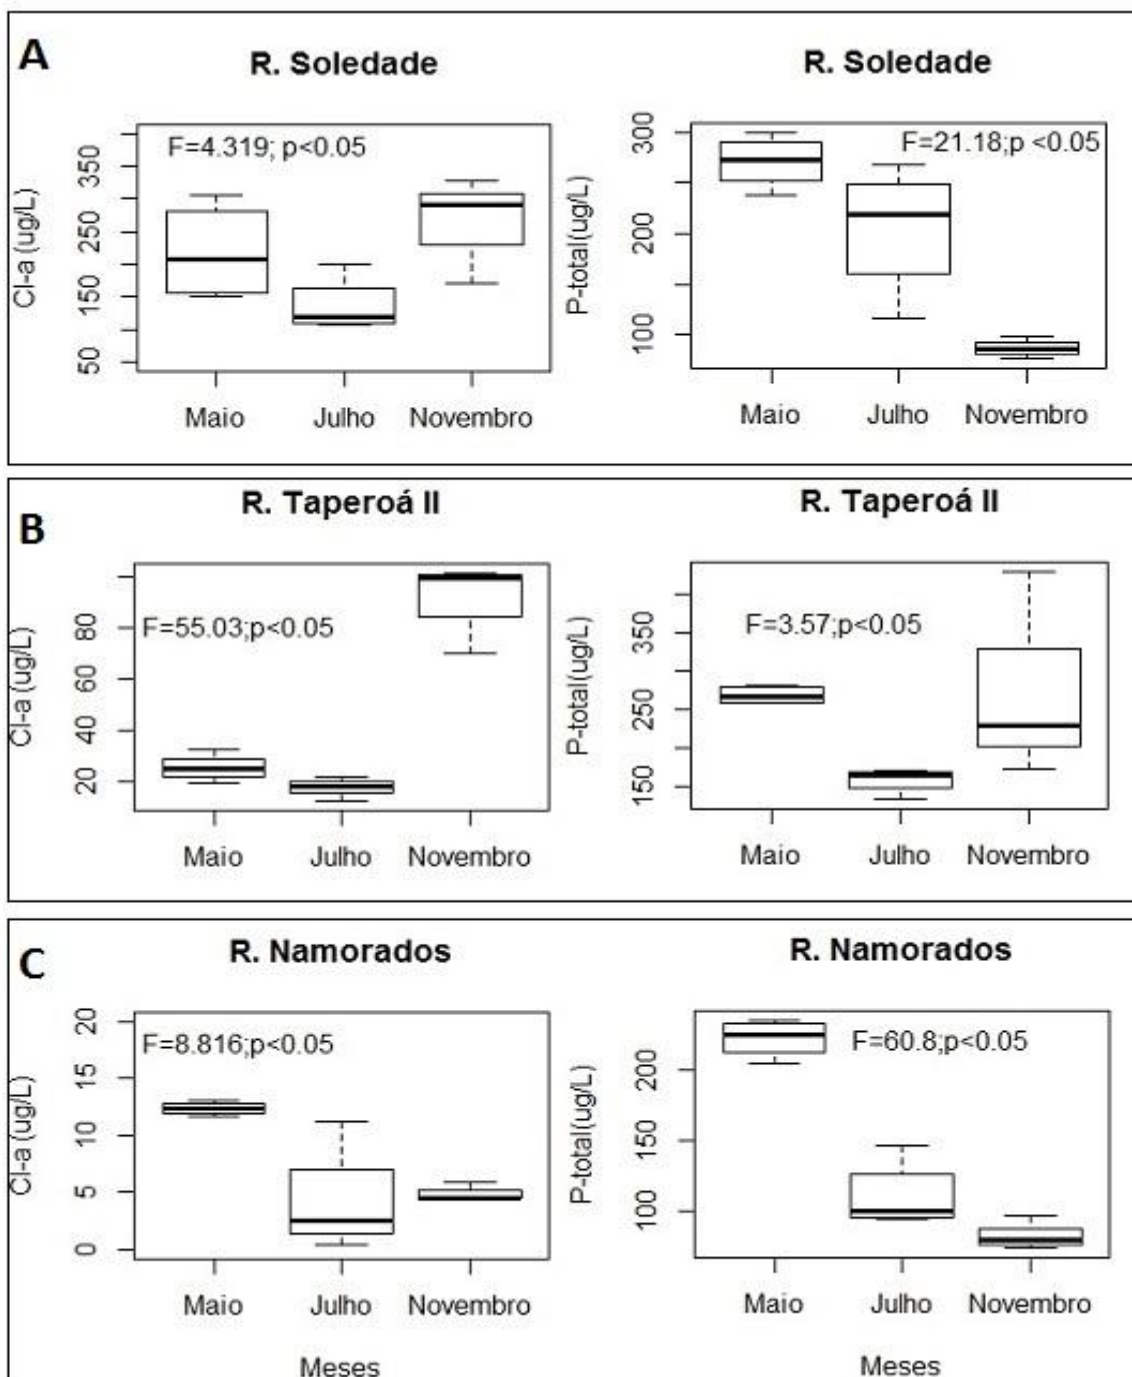 A
R. Soledade
F=4.319; p<0.05
Cl-a (ug/L)
350
250
150
50
Maio Julho Novembro
R. Soledade
F=21.18;p <0.05
P-total(ug/L)
300
200
100
Maio Julho Novembro
B
R. Taperoá II
F=55.03;p<0.05
Cl-a (ug/L)
80
60
40
20
Maio Julho Novembro
R. Taperoá II
F=3.57;p<0.05
P-total(ug/L)
350
250
150
Maio Julho Novembro
C
R. Namorados
F=8.816;p<0.05
Cl-a (ug/L)
20
15
10
5
0
Maio Julho Novembro
Meses
R. Namorados
F=60.8;p<0.05
P-total(ug/L)
200
150
100
Maio Julho Novembro
Meses